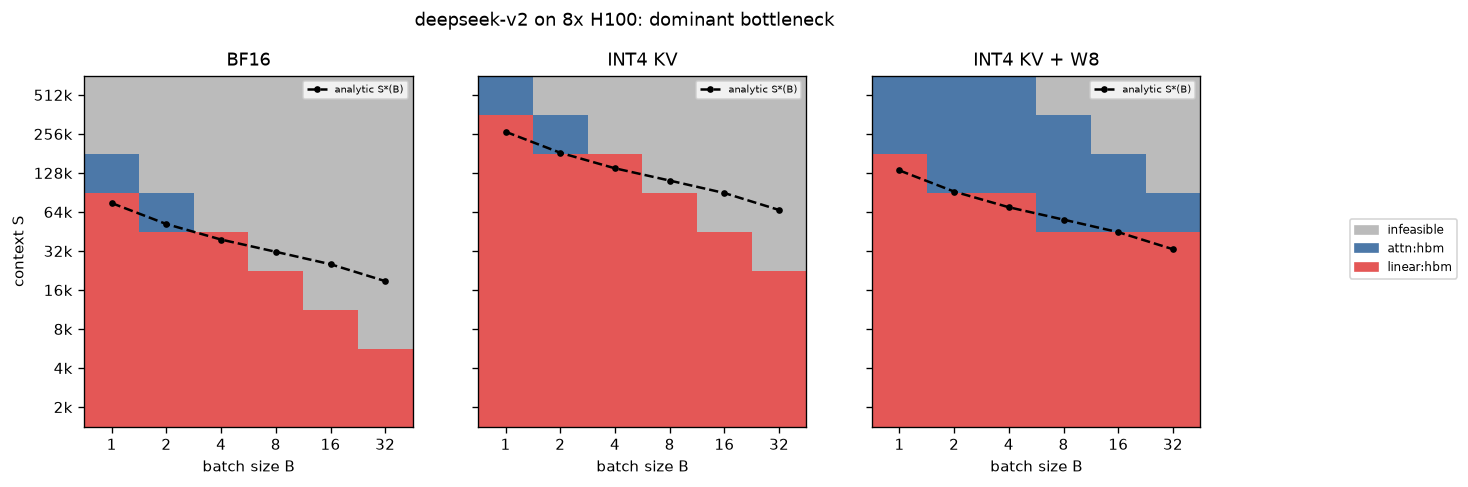 deepseek-v2 on 8x H100: dominant bottleneck
BF16
INT4 KV
INT4 KV + W8
analytic S*(B)
analytic S*(B)
analytic S*(B)
context S
512k
256k
128k
64k
32k
16k
8k
4k
2k
1 2 4 8 16 32
1 2 4 8 16 32
1 2 4 8 16 32
batch size B
batch size B
batch size B
infeasible
attn:hbm
linear:hbm